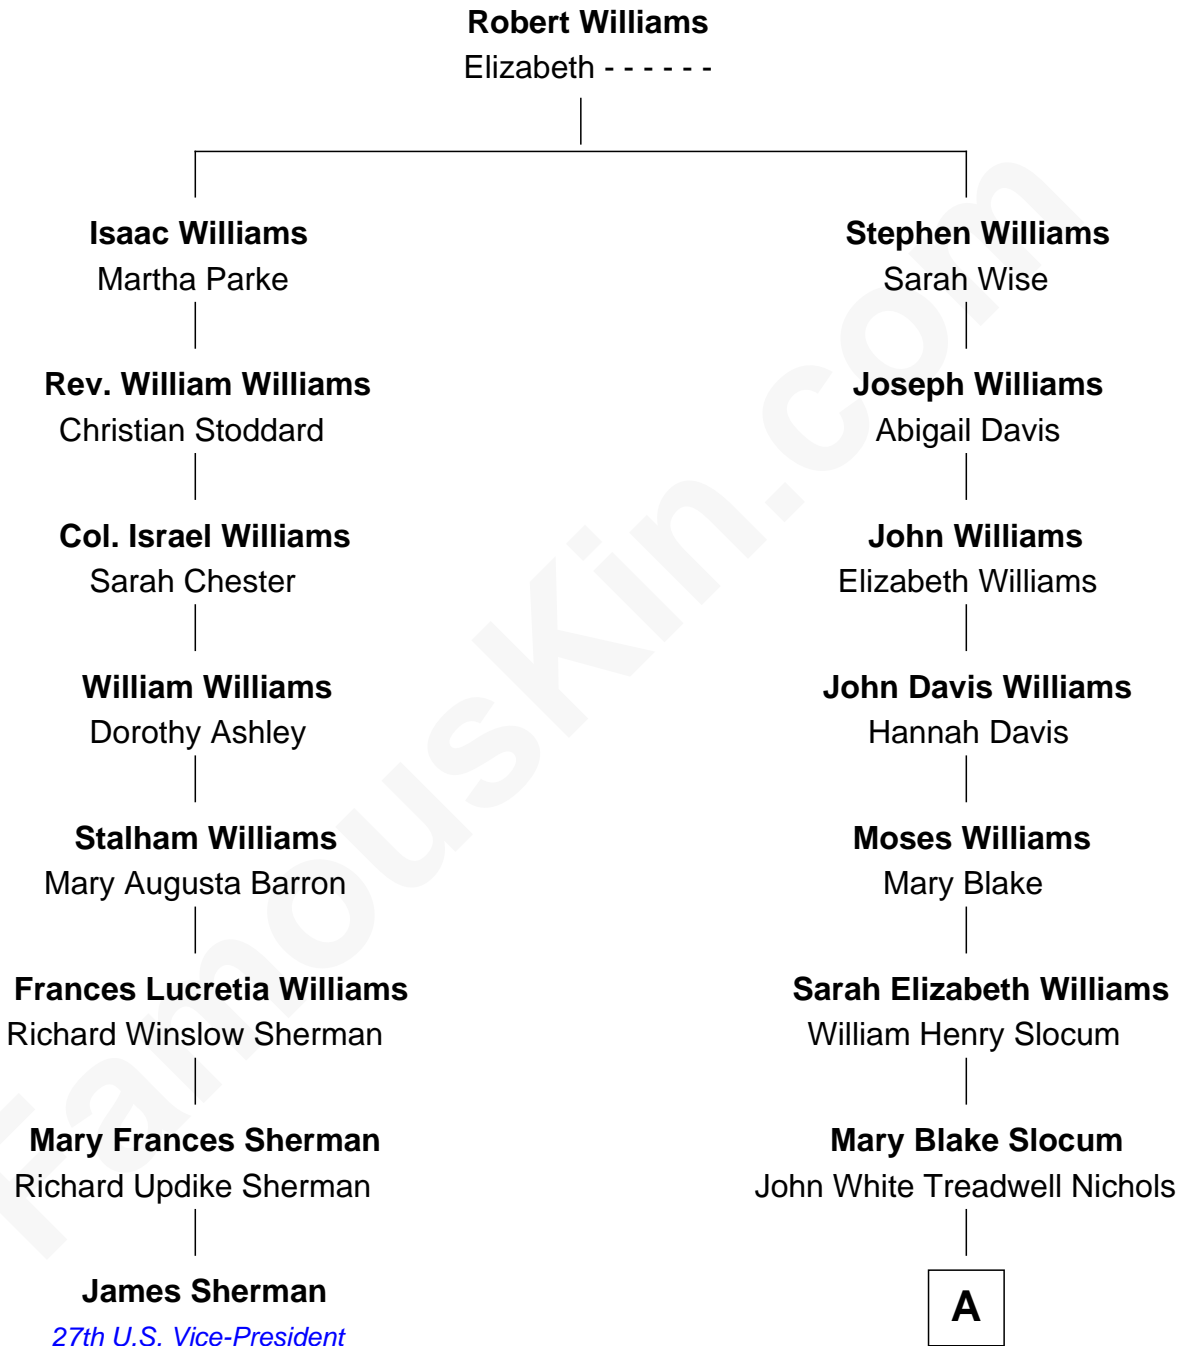 Robert Williams
Elizabeth - - - - - -
Isaac Williams
Martha Parke
Stephen Williams
Sarah Wise
Rev. William Williams
Christian Stoddard
Joseph Williams
Abigail Davis
Col. Israel Williams
Sarah Chester
John Williams
Elizabeth Williams
William Williams
Dorothy Ashley
John Davis Williams
Hannah Davis
Stalham Williams
Mary Augusta Barron
Moses Williams
Mary Blake
Frances Lucretia Williams
Richard Winslow Sherman
Sarah Elizabeth Williams
William Henry Slocum
Mary Frances Sherman
Richard Updike Sherman
Mary Blake Slocum
John White Treadwell Nichols
James Sherman
27th U.S. Vice-President
A
FamousKin.com